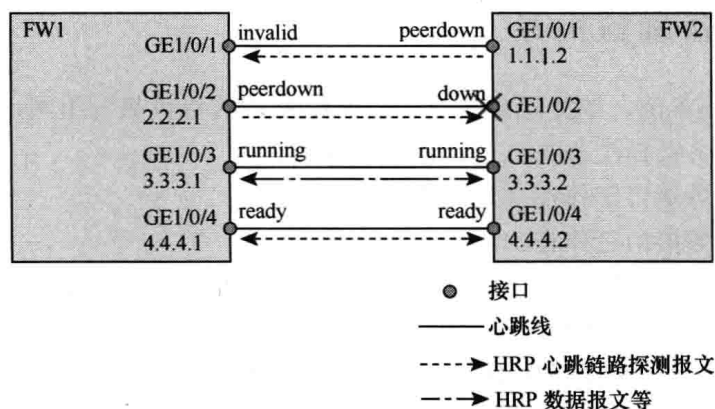 FW1
FW2
invalid
peerdown
GE1/0/1
GE1/0/1
1.1.1.2
GE1/0/2
2.2.2.1
peerdown
down
GE1/0/2
GE1/0/3
3.3.3.1
running
running
GE1/0/3
3.3.3.2
GE1/0/4
4.4.4.1
ready
ready
GE1/0/4
4.4.4.2
接口
心跳线
HRP 心跳链路探测报文
HRP 数据报文等